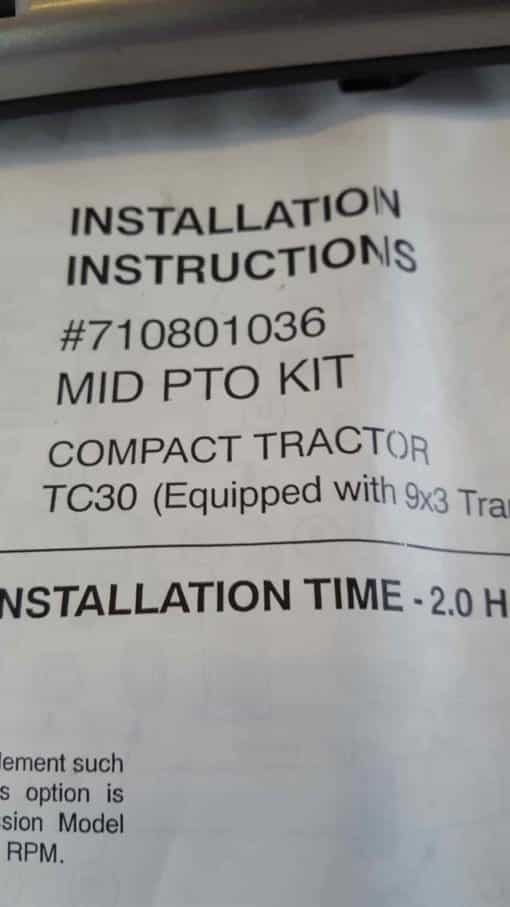 INSTALLATION
INSTRUCTIONS
#710801036
MID PTO KIT
COMPACT TRACTOR
TC30 (Equipped with 9x3 Tra
NSTALLATION TIME - 2.0 H
lement such
s option is
ssion Model
RPM.